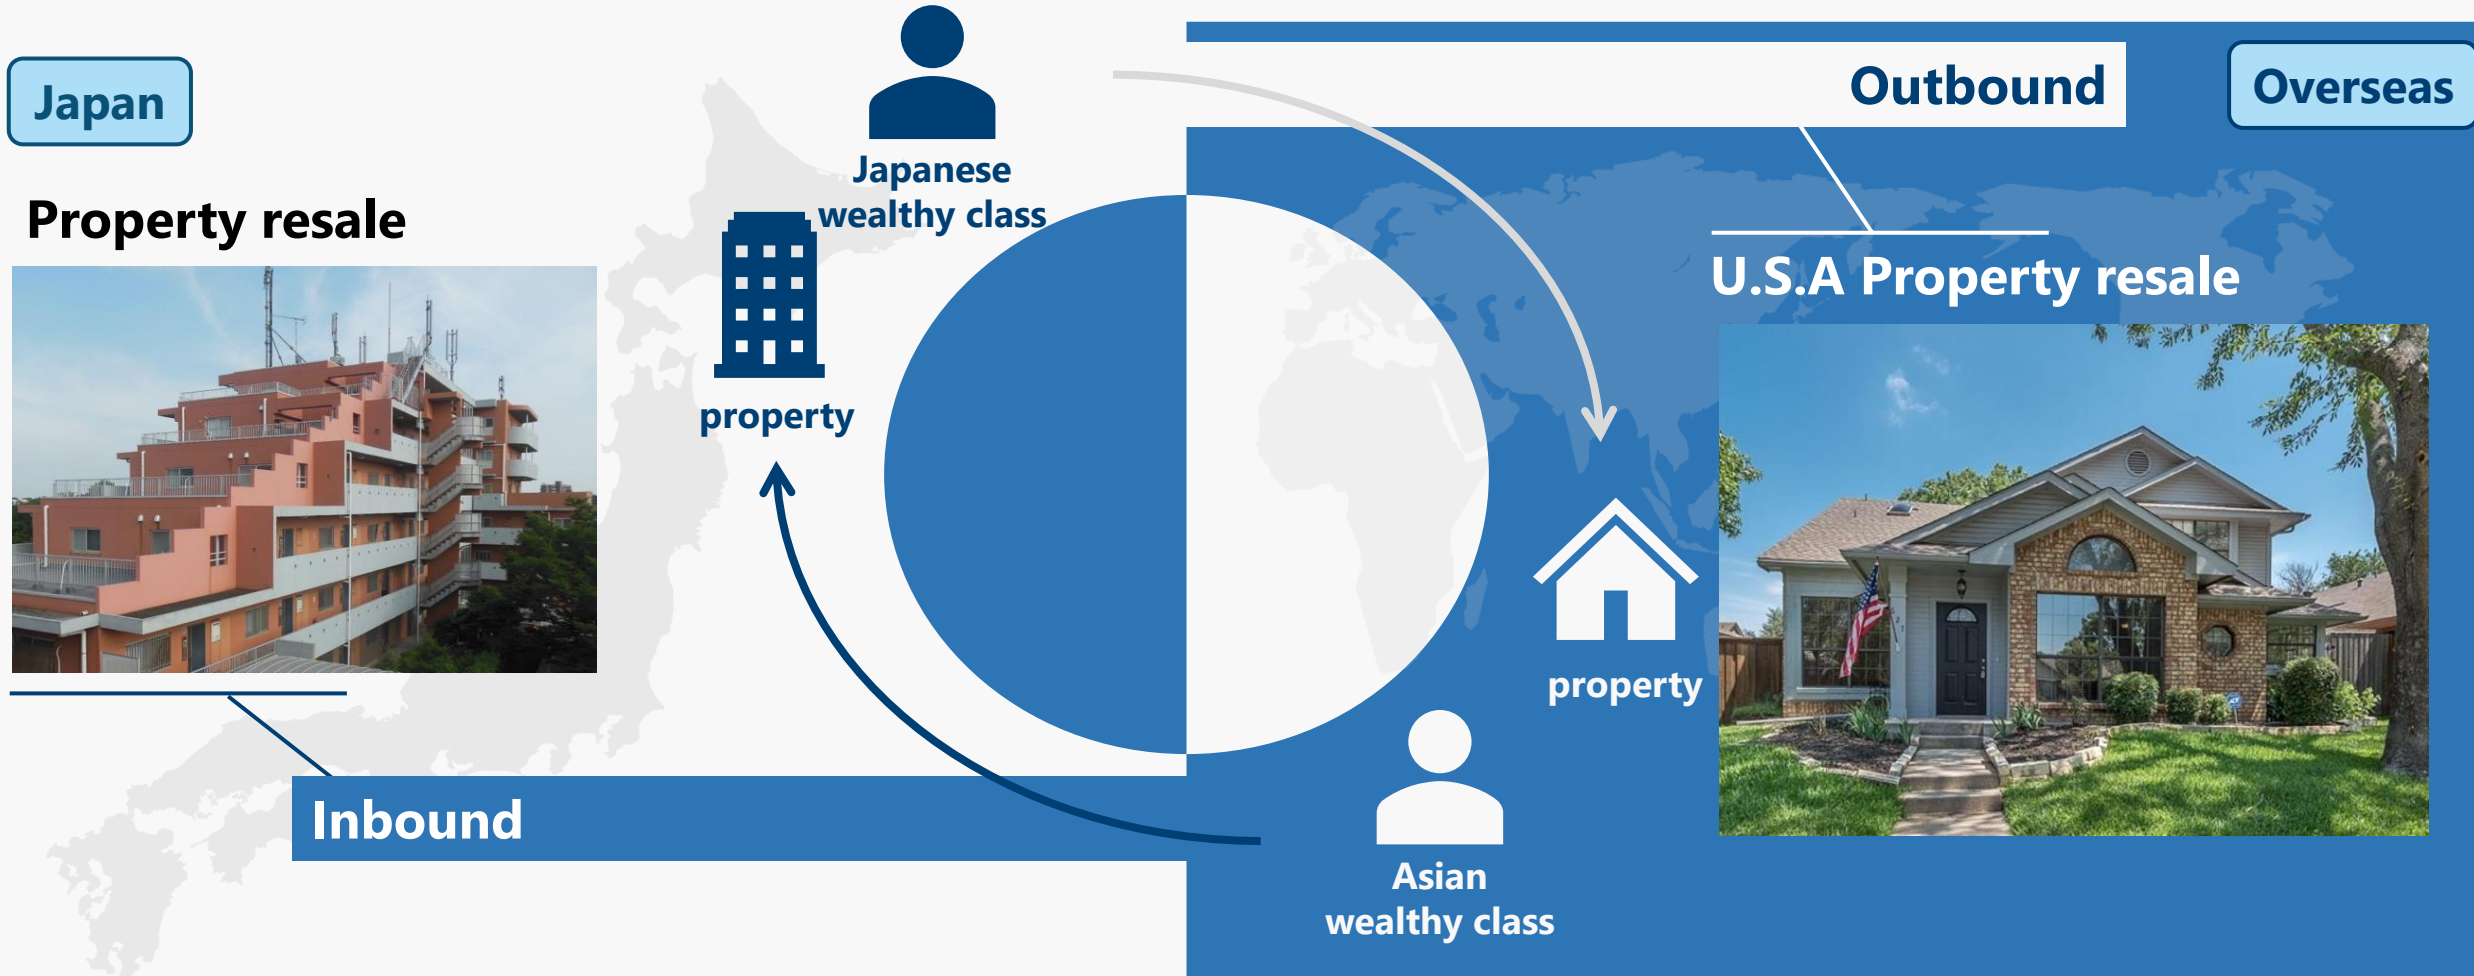 Japan
Property resale
Japanese
wealthy class
property
Inbound
Outbound
Overseas
U.S.A Property resale
property
Asian
wealthy class